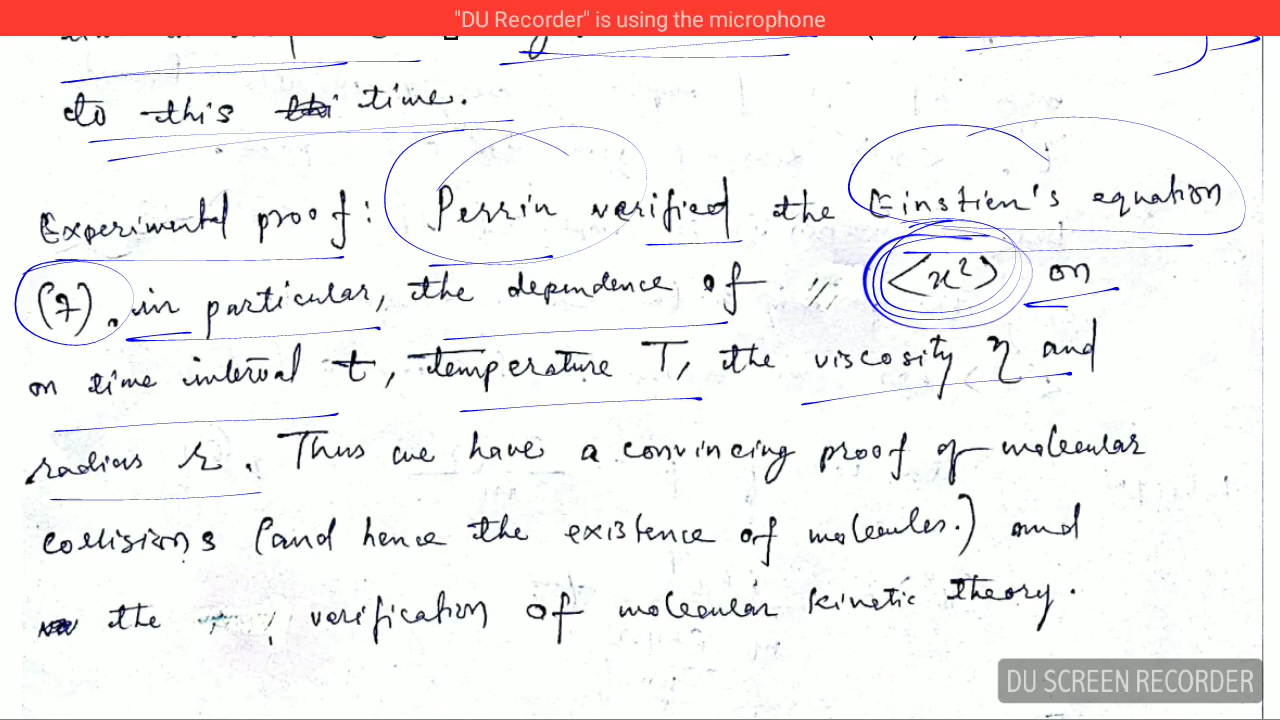 "DU Recorder" is using the microphone
to this time.
Experimental proof: Perrin verified the Einstien's equation
(7). in particular, the dependence of <x²> on
on time interval t, temperature T, the viscosity η and
radius r. Thus we have a convincing proof of molecular
collisions (and hence the existence of molecules.) and
the verification of molecular kinetic theory.
DU SCREEN RECORDER